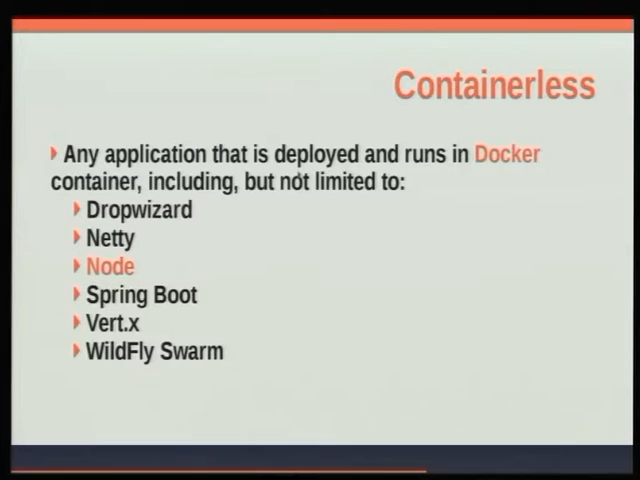 Containerless
Any application that is deployed and runs in Docker
container, including, but not limited to:
Dropwizard
Netty
Node
Spring Boot
Vert.x
WildFly Swarm